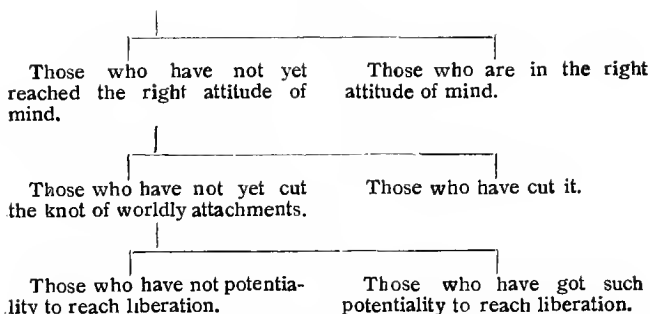 Those who have not yet
reached the right attitude of
mind.
Those who are in the right
attitude of mind.
Those who have not yet cut
the knot of worldly attachments.
Those who have cut it.
Those who have not potentia-
lity to reach liberation.
Those who have got such
potentiality to reach liberation.